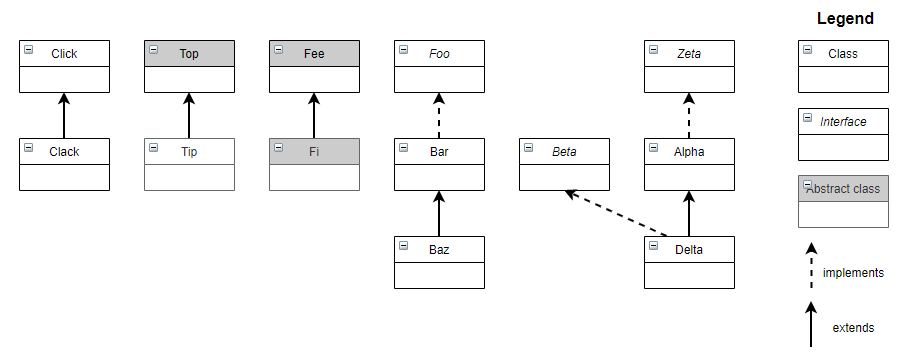 Legend
Click
Top
Fee
Foo
Zeta
Class
Clack
Tip
Fi
Bar
Beta
Alpha
Interface
Abstract class
Baz
Delta
implements
extends